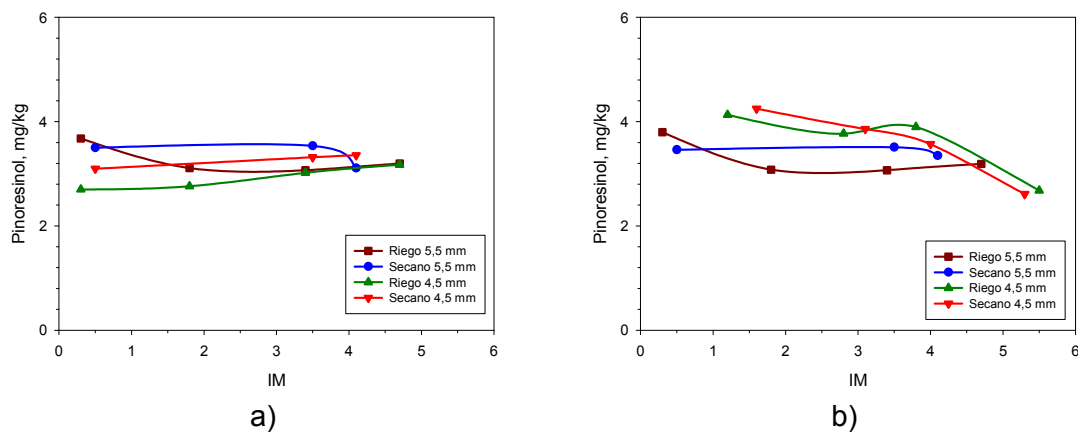 6
4
2
0
Pinoresinol, mg/kg
Riego 5,5 mm
Secano 5,5 mm
Riego 4,5 mm
Secano 4,5 mm
0 1 2 3 4 5 6
IM
a)
6
4
2
0
Pinoresinol, mg/kg
Riego 5,5 mm
Secano 5,5 mm
Riego 4,5 mm
Secano 4,5 mm
0 1 2 3 4 5 6
IM
b)